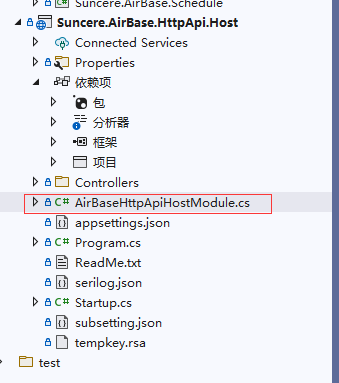 Suncere.AirBase.Schedule
Suncere.AirBase.HttpApi.Host
Connected Services
Properties
依赖项
包
分析器
框架
项目
Controllers
C# AirBaseHttpApiHostModule.cs
appsettings.json
C# Program.cs
ReadMe.txt
serilog.json
C# Startup.cs
subsetting.json
tempkey.rsa
test